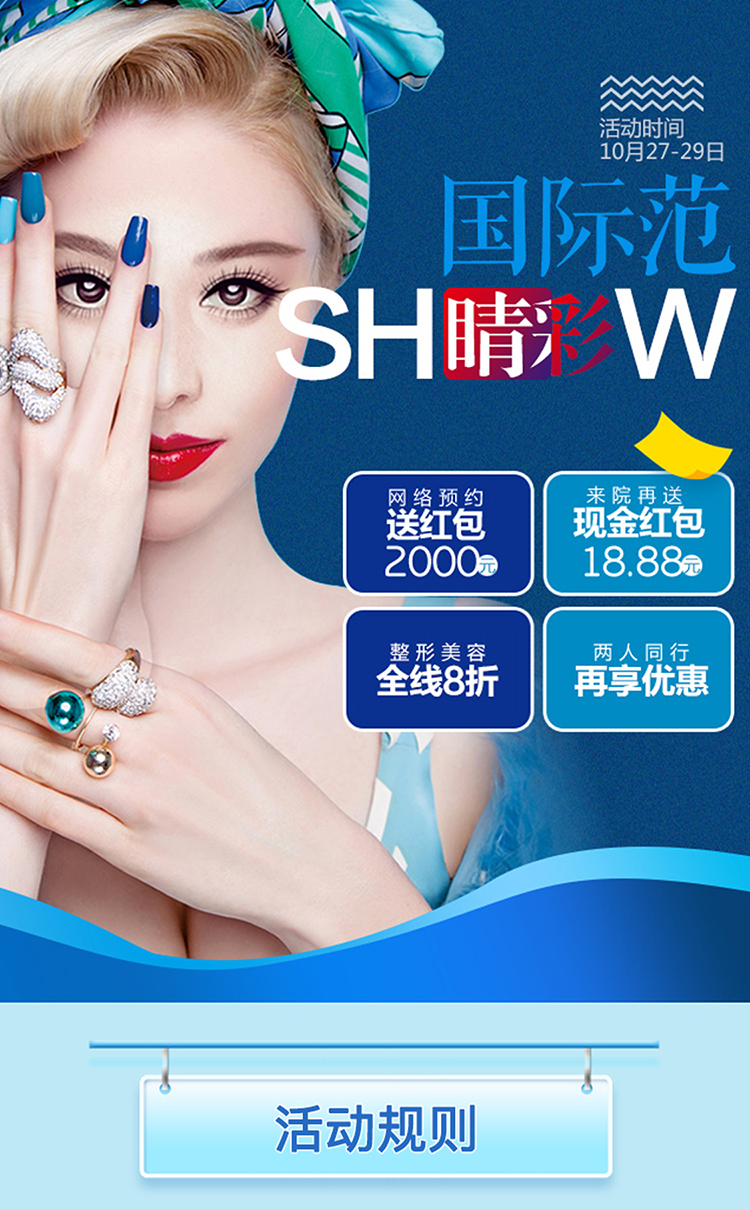 活动时间
10月27-29日
国际范
SH睛彩W
网络预约
送红包
2000元
来院再送
现金红包
18.88元
整形美容
全线8折
两人同行
再享优惠
活动规则